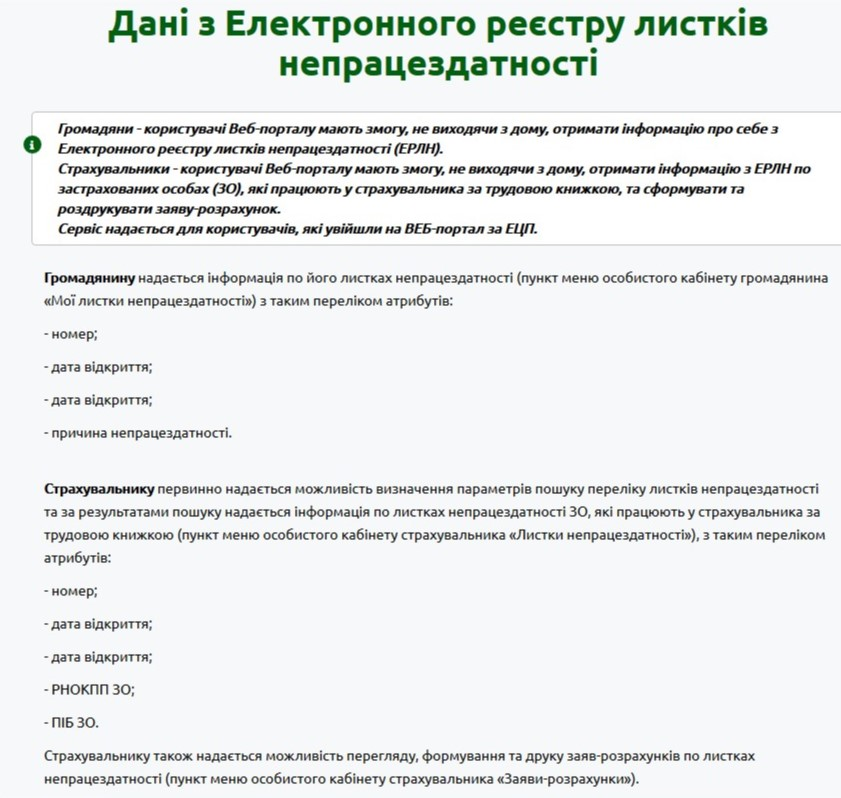 Дані з Електронного реєстру листків
непрацездатності
Громадяни - користувачі Веб-порталу мають змогу, не виходячи з дому, отримати інформацію про себе з
Електронного реєстру листків непрацездатності (ЕРЛН).
Страхувальники - користувачі Веб-порталу мають змогу, не виходячи з дому, отримати інформацію з ЕРЛН по
застрахованих особах (ЗО), які працюють у страхувальника за трудовою книжкою, та сформувати та
роздрукувати заяву-розрахунок.
Сервіс надається для користувачів, які увійшли на ВЕБ-портал за ЕЦП.
Громадянину надається інформація по його листках непрацездатності (пункт меню особистого кабінету громадянина
«Мої листки непрацездатності») з таким переліком атрибутів:
- номер;
- дата відкриття;
- дата відкриття;
- причина непрацездатності.
Страхувальнику первинно надається можливість визначення параметрів пошуку переліку листків непрацездатності
та за результатами пошуку надається інформація по листках непрацездатності ЗО, які працюють у страхувальника за
трудовою книжкою (пункт меню особистого кабінету страхувальника «Листки непрацездатності»), з таким переліком
атрибутів:
- номер;
- дата відкриття;
- дата відкриття;
- РНОКПП ЗО;
- ПІБ ЗО.
Страхувальнику також надається можливість перегляду, формування та друку заяв-розрахунків по листках
непрацездатності (пункт меню особистого кабінету страхувальника «Заяви-розрахунки»).